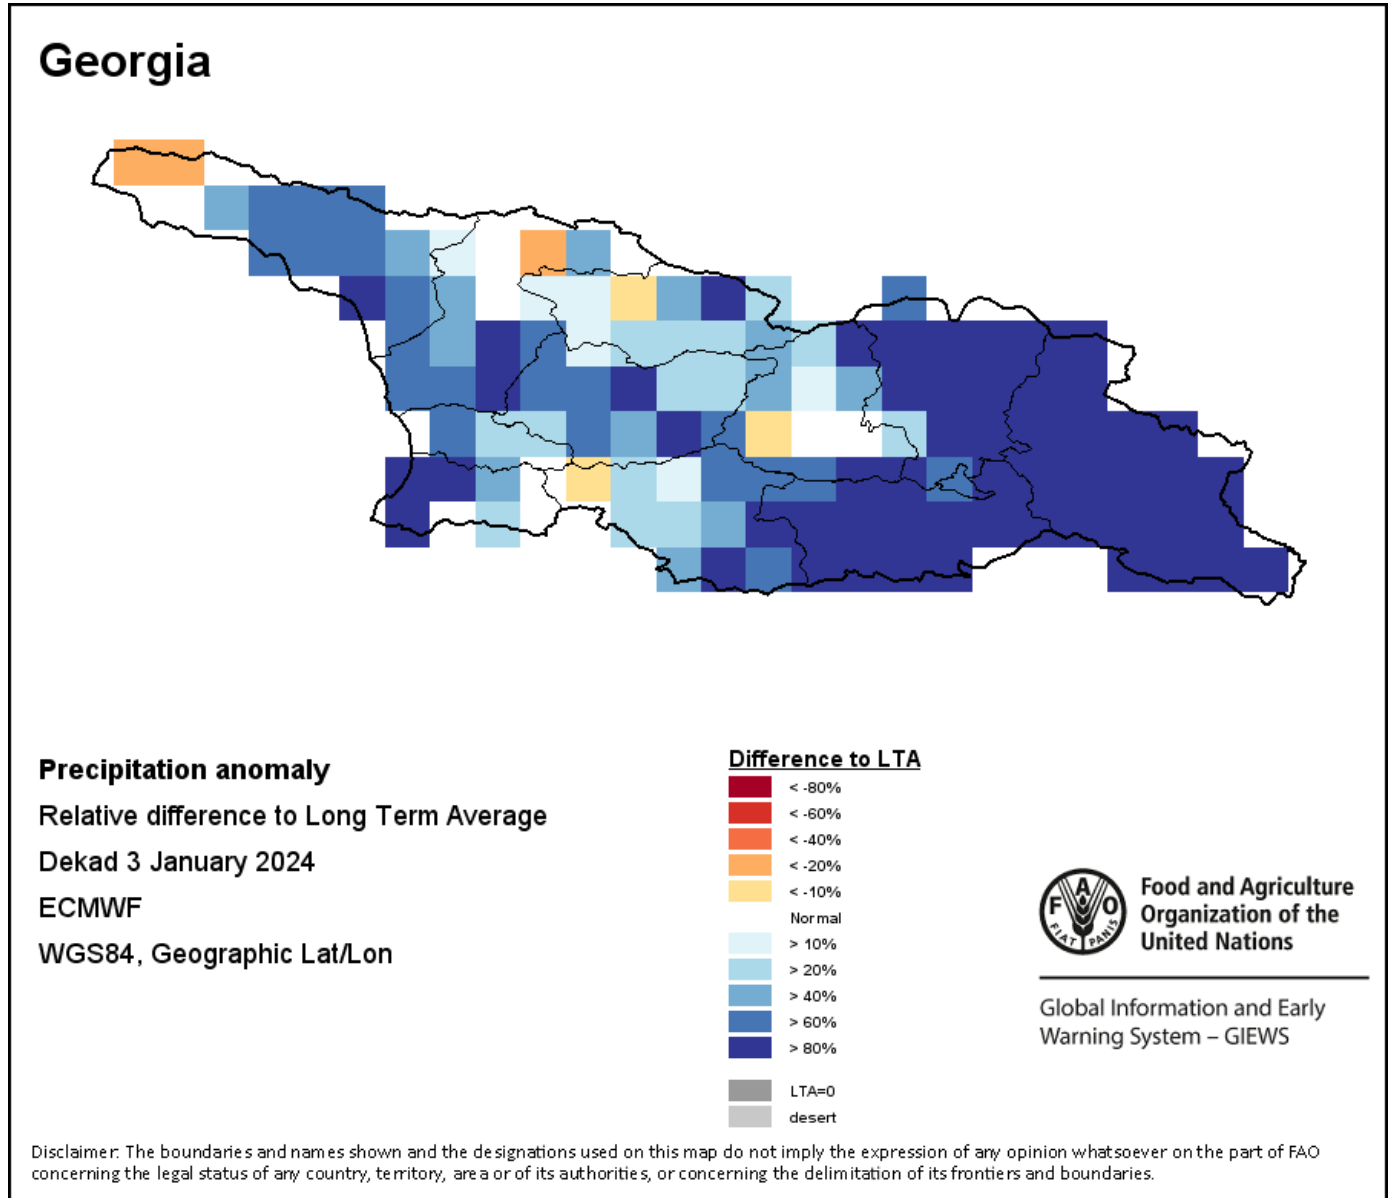 Georgia
Precipitation anomaly
Relative difference to Long Term Average
Dekad 3 January 2024
ECMWF
WGS84, Geographic Lat/Lon
Difference to LTA
< -80%
< -60%
< -40%
< -20%
< -10%
Normal
> 10%
> 20%
> 40%
> 60%
> 80%
LTA=0
desert
F A O
FIAT PANIS
Food and Agriculture
Organization of the
United Nations
Global Information and Early
Warning System – GIEWS
Disclaimer: The boundaries and names shown and the designations used on this map do not imply the expression of any opinion whatsoever on the part of FAO
concerning the legal status of any country, territory, area or of its authorities, or concerning the delimitation of its frontiers and boundaries.